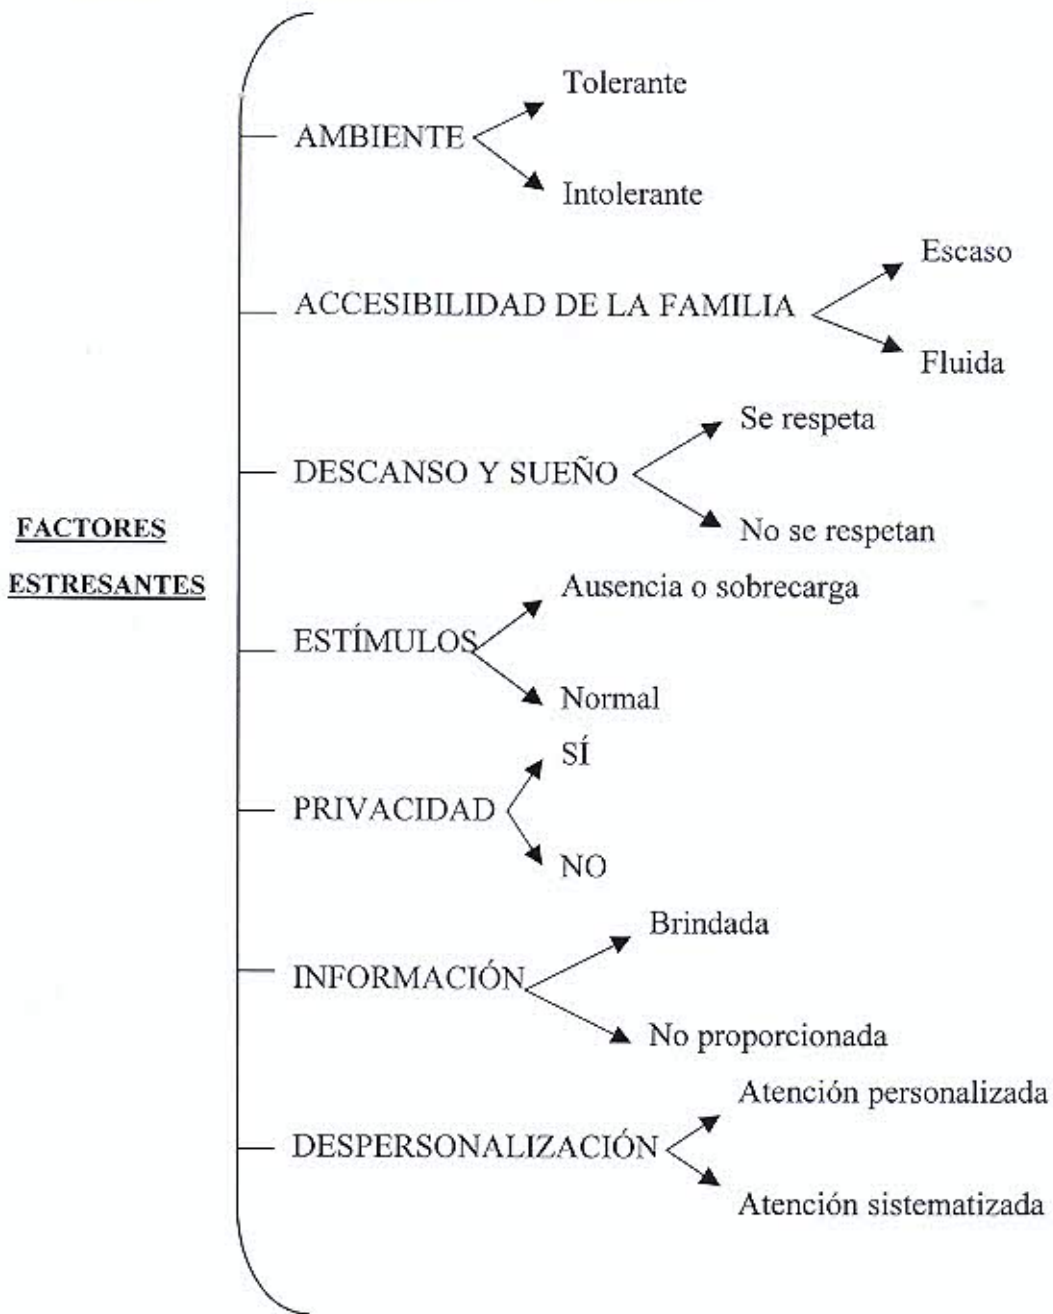 Tolerante
AMBIENTE
Intolerante
Escaso
ACCESIBILIDAD DE LA FAMILIA
Fluida
Se respeta
DESCANSO Y SUEÑO
No se respetan
FACTORES
ESTRESANTES
Ausencia o sobrecarga
ESTÍMULOS
Normal
SÍ
PRIVACIDAD
NO
Brindada
INFORMACIÓN
No proporcionada
Atención personalizada
DESPERSONALIZACIÓN
Atención sistematizada